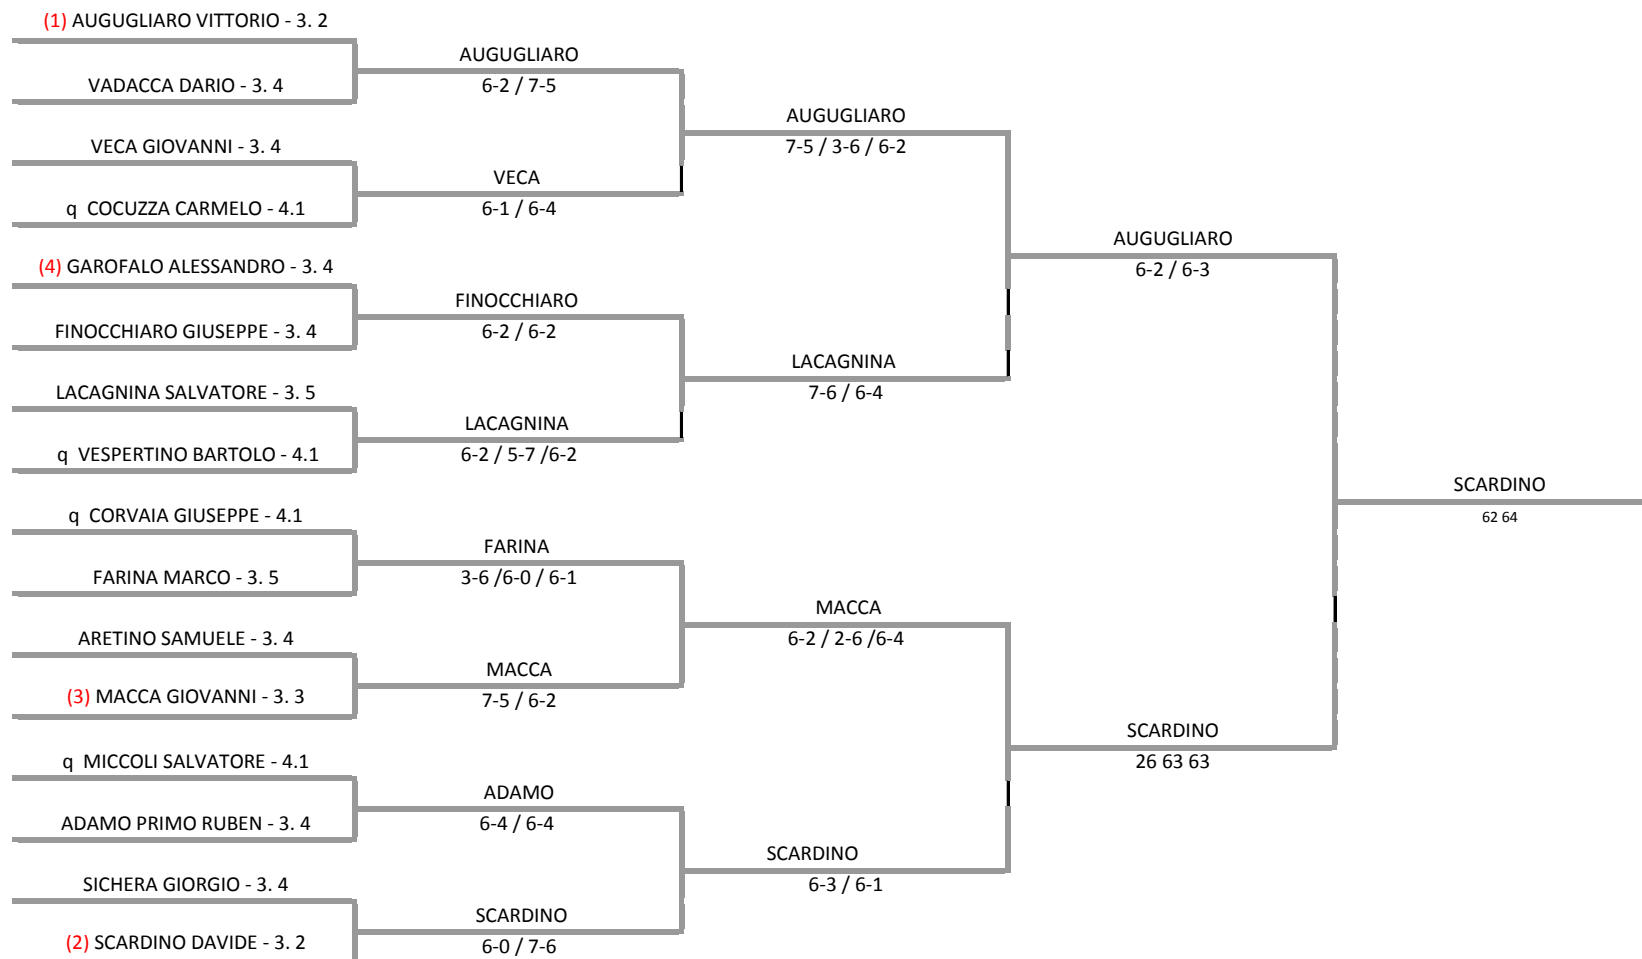 (1) AUGUGLIARO VITTORIO - 3. 2
VADACCA DARIO - 3. 4
VECA GIOVANNI - 3. 4
q COCUZZA CARMELO - 4.1
(4) GAROFALO ALESSANDRO - 3. 4
FINOCCHIARO GIUSEPPE - 3. 4
LACAGNINA SALVATORE - 3. 5
q VESPERTINO BARTOLO - 4.1
q CORVAIA GIUSEPPE - 4.1
FARINA MARCO - 3. 5
ARETINO SAMUELE - 3. 4
(3) MACCA GIOVANNI - 3. 3
q MICCOLI SALVATORE - 4.1
ADAMO PRIMO RUBEN - 3. 4
SICHERA GIORGIO - 3. 4
(2) SCARDINO DAVIDE - 3. 2
AUGUGLIARO
6-2 / 7-5
VECA
6-1 / 6-4
FINOCCHIARO
6-2 / 6-2
LACAGNINA
6-2 / 5-7 /6-2
FARINA
3-6 /6-0 / 6-1
MACCA
7-5 / 6-2
ADAMO
6-4 / 6-4
SCARDINO
6-0 / 7-6
AUGUGLIARO
7-5 / 3-6 / 6-2
LACAGNINA
7-6 / 6-4
MACCA
6-2 / 2-6 /6-4
SCARDINO
6-3 / 6-1
AUGUGLIARO
6-2 / 6-3
SCARDINO
26 63 63
SCARDINO
62 64